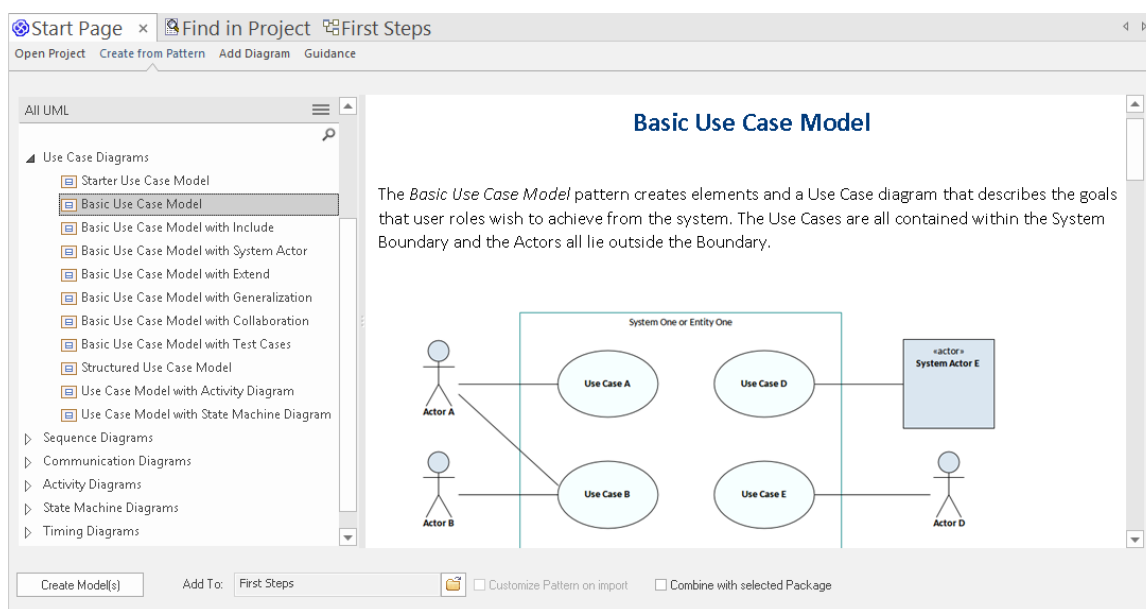 Start Page × Find in Project First Steps
Open Project Create from Pattern Add Diagram Guidance
All UML
Use Case Diagrams
Starter Use Case Model
Basic Use Case Model
Basic Use Case Model with Include
Basic Use Case Model with System Actor
Basic Use Case Model with Extend
Basic Use Case Model with Generalization
Basic Use Case Model with Collaboration
Basic Use Case Model with Test Cases
Structured Use Case Model
Use Case Model with Activity Diagram
Use Case Model with State Machine Diagram
Sequence Diagrams
Communication Diagrams
Activity Diagrams
State Machine Diagrams
Timing Diagrams
Basic Use Case Model
The Basic Use Case Model pattern creates elements and a Use Case diagram that describes the goals
that user roles wish to achieve from the system. The Use Cases are all contained within the System
Boundary and the Actors all lie outside the Boundary.
System One or Entity One
Actor A
Use Case A
Use Case D
«actor»
System Actor E
Actor B
Use Case B
Use Case E
Actor D
Create Model(s) Add To: First Steps Customize Pattern on import Combine with selected Package